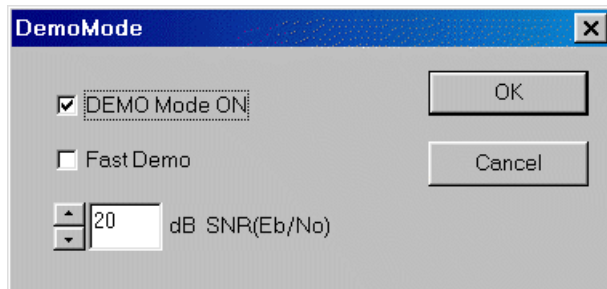 DemoMode
DEMO Mode ON
OK
Fast Demo
Cancel
20 dB SNR(Eb/No)